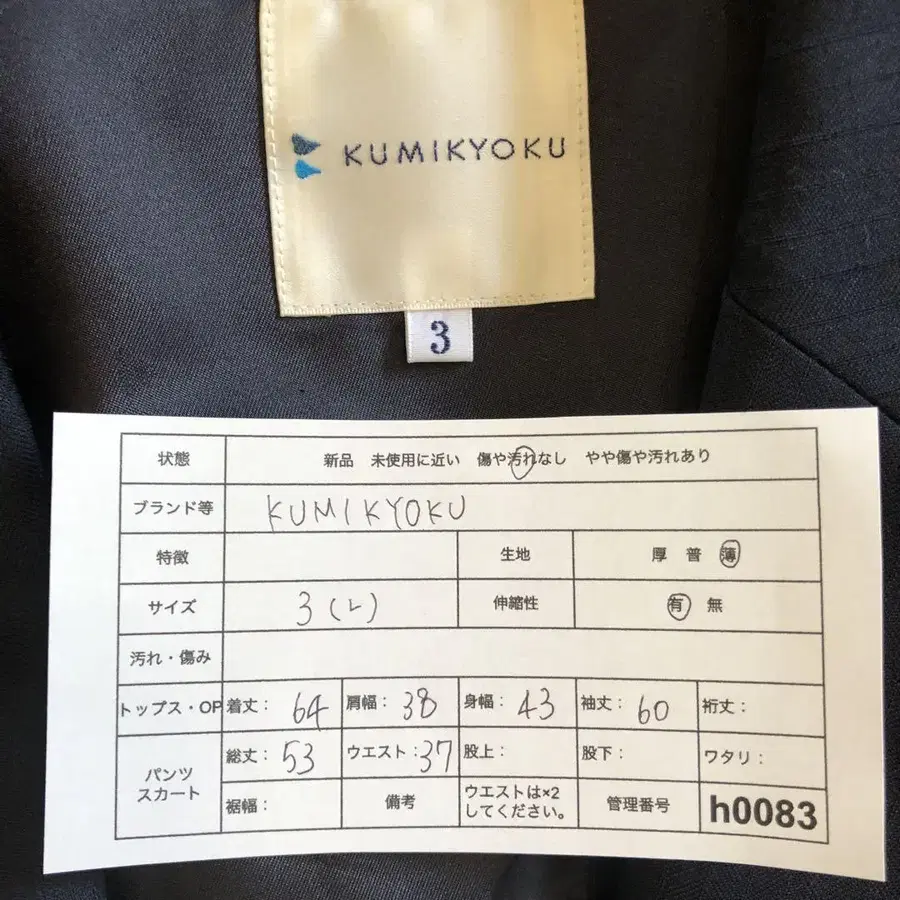 KUMIKYOKU
3
状態 新品 未使用に近い 傷や汚れなし やや傷や汚れあり
ブランド等 KUMIKYOKU
特徴 生地 厚 普 薄
サイズ 3(L) 伸縮性 有 無
汚れ・傷み
トップス・OP 着丈: 64 肩幅: 38 身幅: 43 袖丈: 60 裄丈:
パンツ スカート
総丈: 53 ウエスト: 37 股上: 股下: ワタリ:
裾幅: 備考 ウエストは×2 してください。 管理番号 h0083